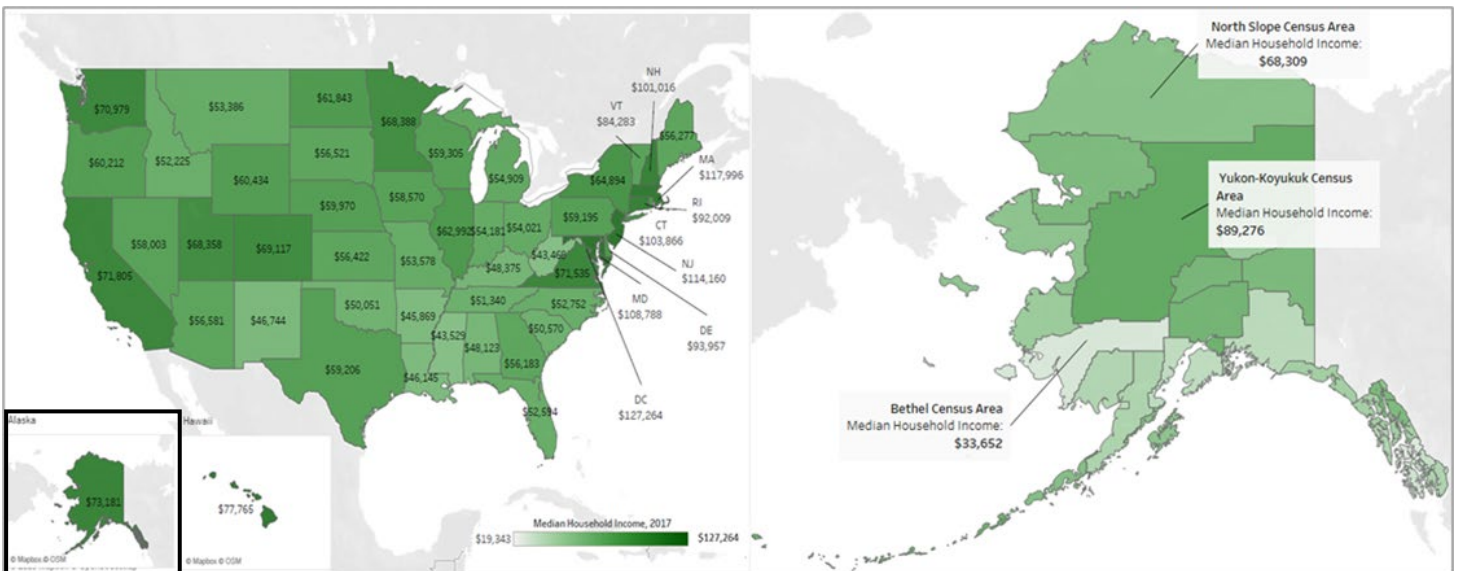 NH
$101,016
VT
$84,283
$70,979
$53,386
$61,843
$68,388
$56,277
$60,212
$52,225
$56,521
$59,305
MA
$117,996
$60,434
$54,909
$64,894
RJ
$92,009
$59,970
$58,570
$59,195
CT
$103,866
$58,003
$68,358
$69,117
$62,992
$54,181
$54,021
$43,469
NJ
$114,160
$71,805
$56,422
$53,578
$48,375
$71,535
MD
$108,788
$56,581
$46,744
$50,051
$45,869
$51,340
$52,752
DE
$93,957
$43,529
$48,123
$50,570
$59,206
$46,145
$56,183
DC
$127,264
$52,594
Alaska
$73,181
© Mapbox © OSM
Hawaii
$77,765
© Mapbox © OSM
Median Household Income, 2017
$19,343
$127,264
North Slope Census Area
Median Household Income:
$68,309
Yukon-Koyukuk Census
Area
Median Household Income:
$89,276
Bethel Census Area
Median Household Income:
$33,652